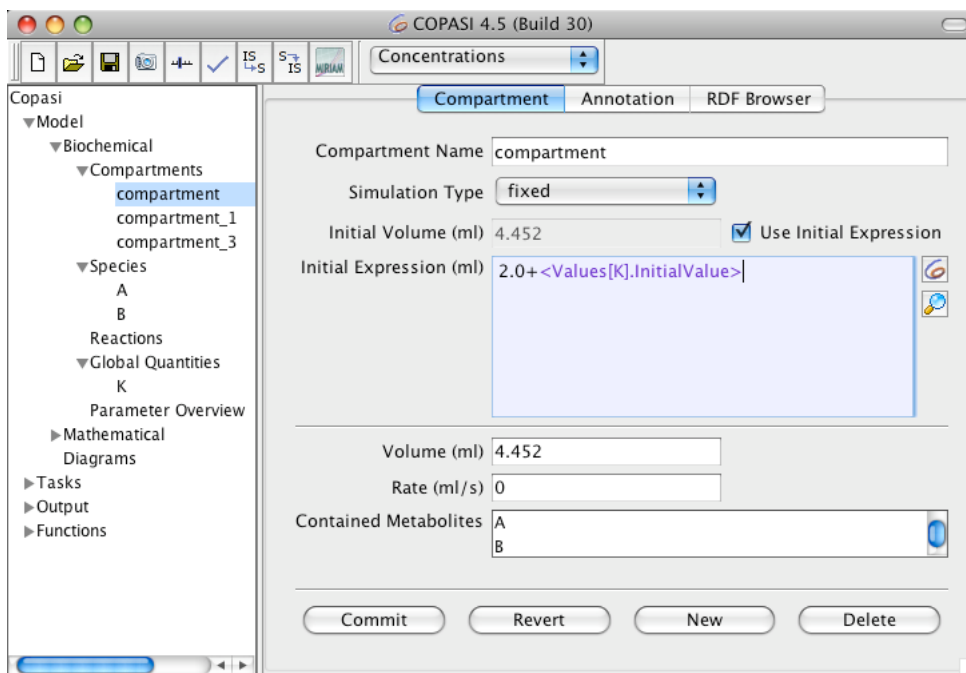 COPASI 4.5 (Build 30)
IS S S IS MIRIAM Concentrations
Copasi
Model
Biochemical
Compartments
compartment
compartment_1
compartment_3
Species
A
B
Reactions
Global Quantities
K
Parameter Overview
Mathematical
Diagrams
Tasks
Output
Functions
Compartment Annotation RDF Browser
Compartment Name compartment
Simulation Type fixed
Initial Volume (ml) 4.452 Use Initial Expression
Initial Expression (ml) 2.0+<Values[K].InitialValue>
Volume (ml) 4.452
Rate (ml/s) 0
Contained Metabolites A
B
Commit Revert New Delete